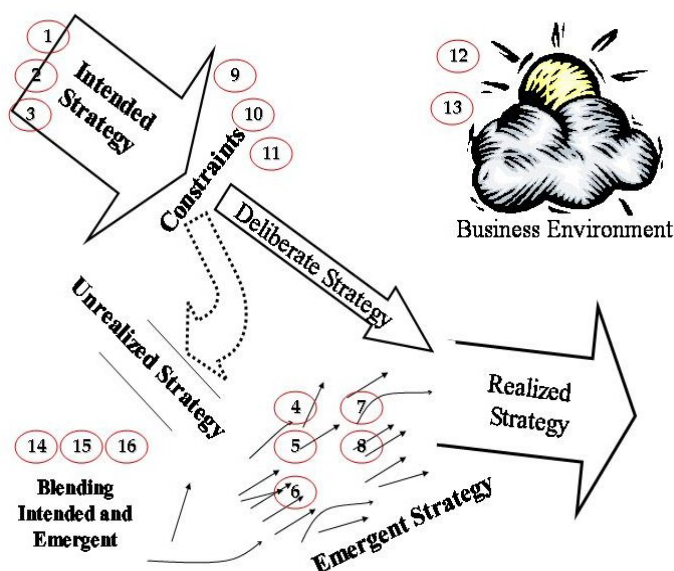 1
2
3
Intended
Strategy
9
10
11
Constraints
12
13
Business Environment
Deliberate Strategy
Unrealized Strategy
Realized
Strategy
4
7
5
8
6
Emergent Strategy
14 15 16
Blending
Intended and
Emergent